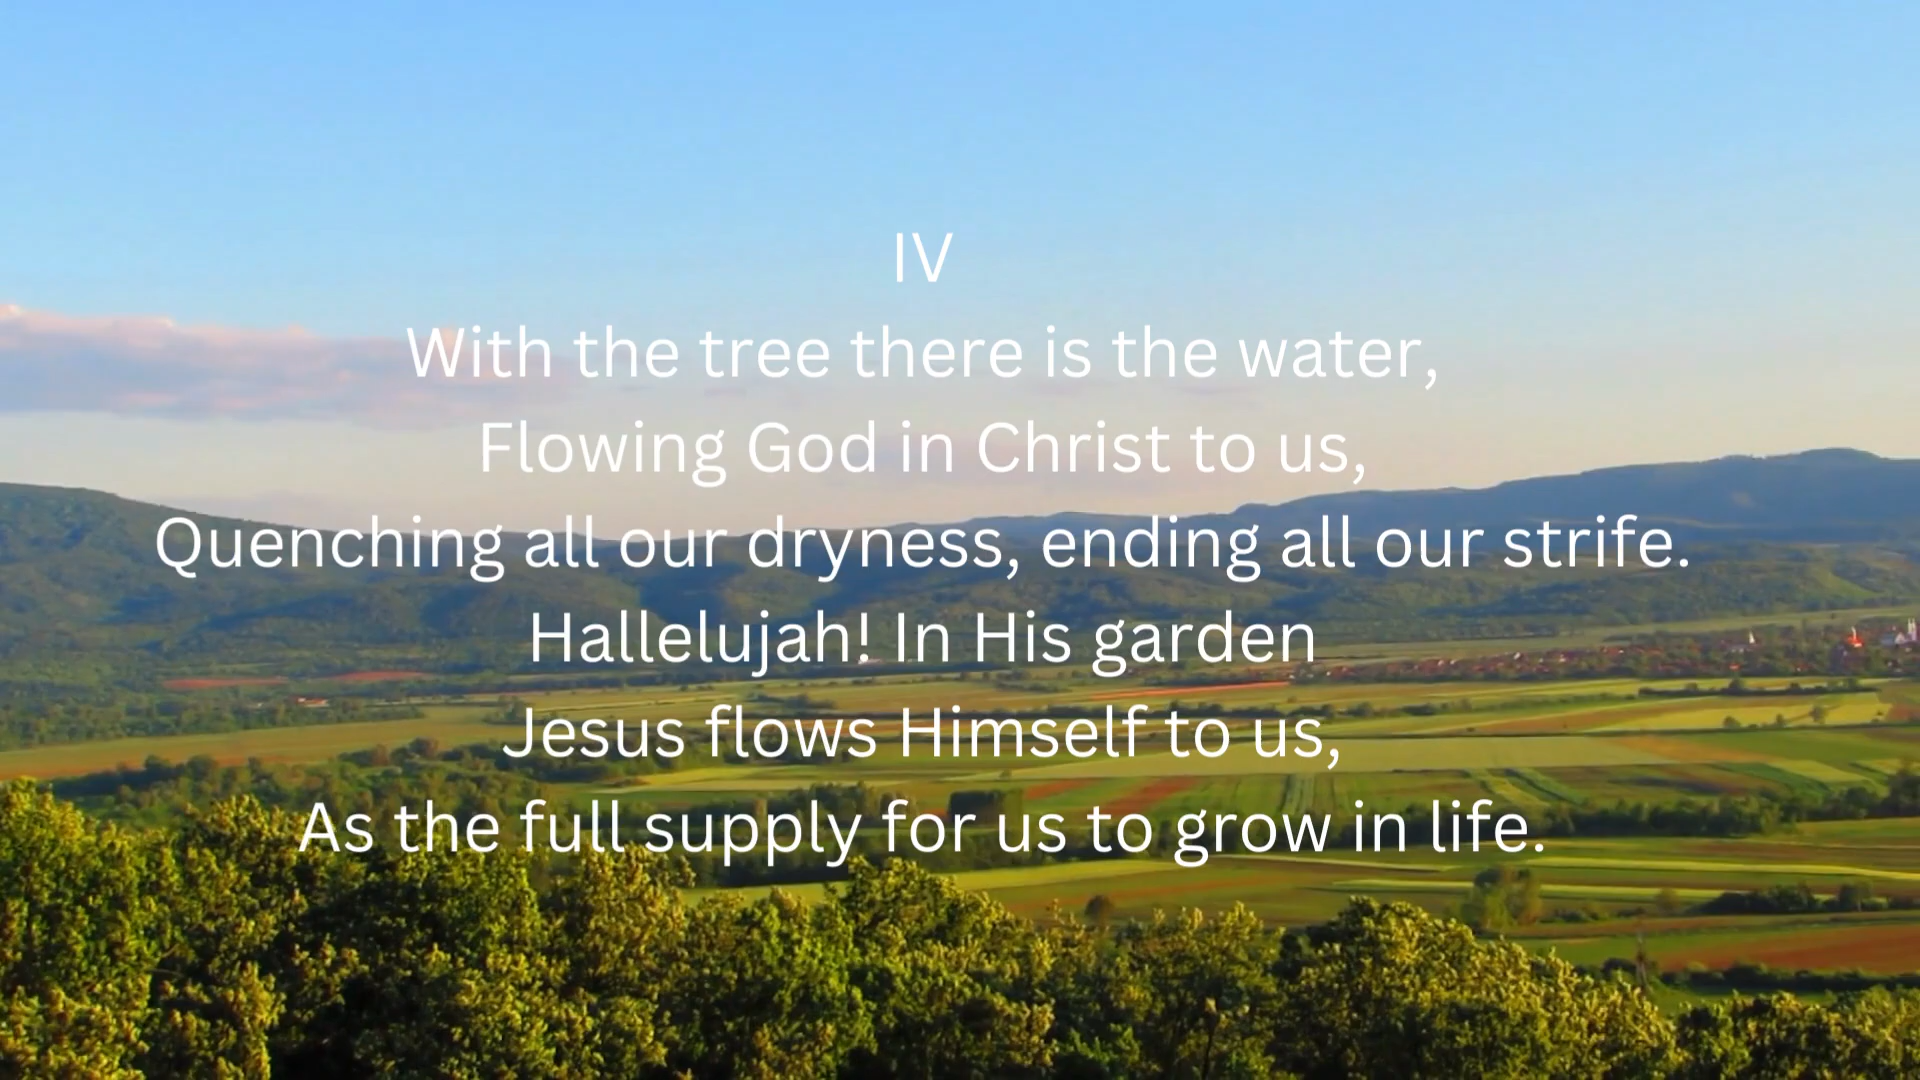 IV
With the tree there is the water,
Flowing God in Christ to us,
Quenching all our dryness, ending all our strife.
Hallelujah! In His garden
Jesus flows Himself to us,
As the full supply for us to grow in life.